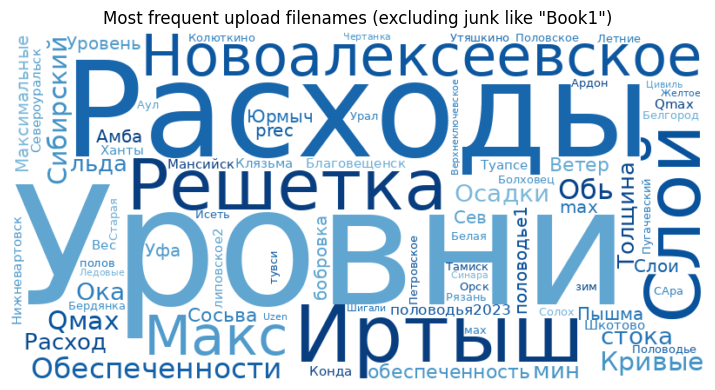 Most frequent upload filenames (excluding junk like "Book1")
Максимальные
Североуральск
Уровень
Сибирский
Колюткино
Чертанка
Утяшкино
Половское
Летние
Новоалексеевское
Расходы
Аул
Амба
Ханты
льда
Юрмыч
prec
Урал
Верхнеключевское
Ардон
Цивиль
Желтое
Qmax
Белгород
Мансийск
Клязьма
Благовещенск
Туапсе
Ветер
Болховец
Решетка
Осадки
Обь
max
Толщина
Пугачевский
Слой
Уровни
Нижневартовск
Старая
Вес
полов
Ледовые
Бердянка
Ока
Уфа
Исеть
липовское2
тувси
бобровка
Петровское
Сев
Белая
половодье1
Тамиск
Синара
Орск
Рязань
зим
Слои
САра
Qmax
Расход
Обеспеченности
Макс
Сосьва
Uzen
Иртыш
Шигали
Конда
половодья2023
мах
обеспеченность
Солох
мин
Пышма
Шкотово
стока
Половодье
Кривые